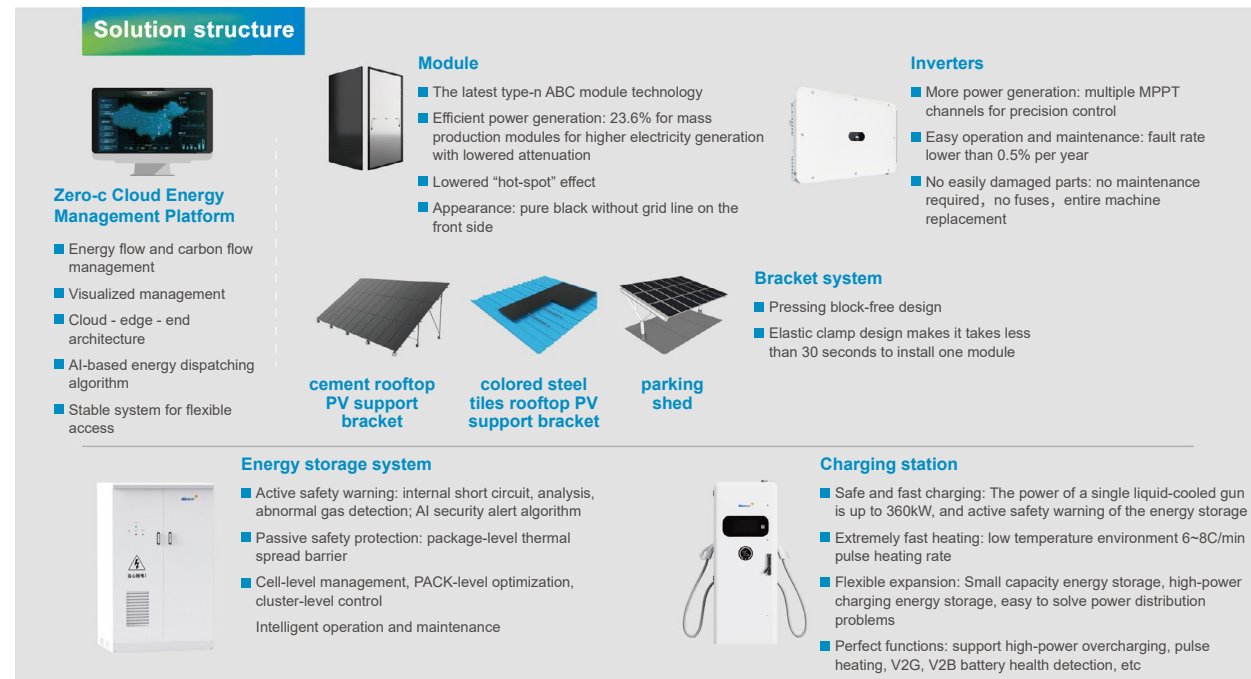 Solution structure
Zero-c Cloud Energy
Management Platform
Energy flow and carbon flow
management
Visualized management
Cloud - edge - end
architecture
AI-based energy dispatching
algorithm
Stable system for flexible
access
Module
The latest type-n ABC module technology
Efficient power generation: 23.6% for mass
production modules for higher electricity generation
with lowered attenuation
Lowered “hot-spot” effect
Appearance: pure black without grid line on the
front side
Inverters
More power generation: multiple MPPT
channels for precision control
Easy operation and maintenance: fault rate
lower than 0.5% per year
No easily damaged parts: no maintenance
required，no fuses，entire machine
replacement
cement rooftop
PV support
bracket
colored steel
tiles rooftop PV
support bracket
parking
shed
Bracket system
Pressing block-free design
Elastic clamp design makes it takes less
than 30 seconds to install one module
Energy storage system
Active safety warning: internal short circuit, analysis,
abnormal gas detection; AI security alert algorithm
Passive safety protection: package-level thermal
spread barrier
Cell-level management, PACK-level optimization,
cluster-level control
Intelligent operation and maintenance
Charging station
Safe and fast charging: The power of a single liquid-cooled gun
is up to 360kW, and active safety warning of the energy storage
Extremely fast heating: low temperature environment 6~8C/min
pulse heating rate
Flexible expansion: Small capacity energy storage, high-power
charging energy storage, easy to solve power distribution
problems
Perfect functions: support high-power overcharging, pulse
heating, V2G, V2B battery health detection, etc